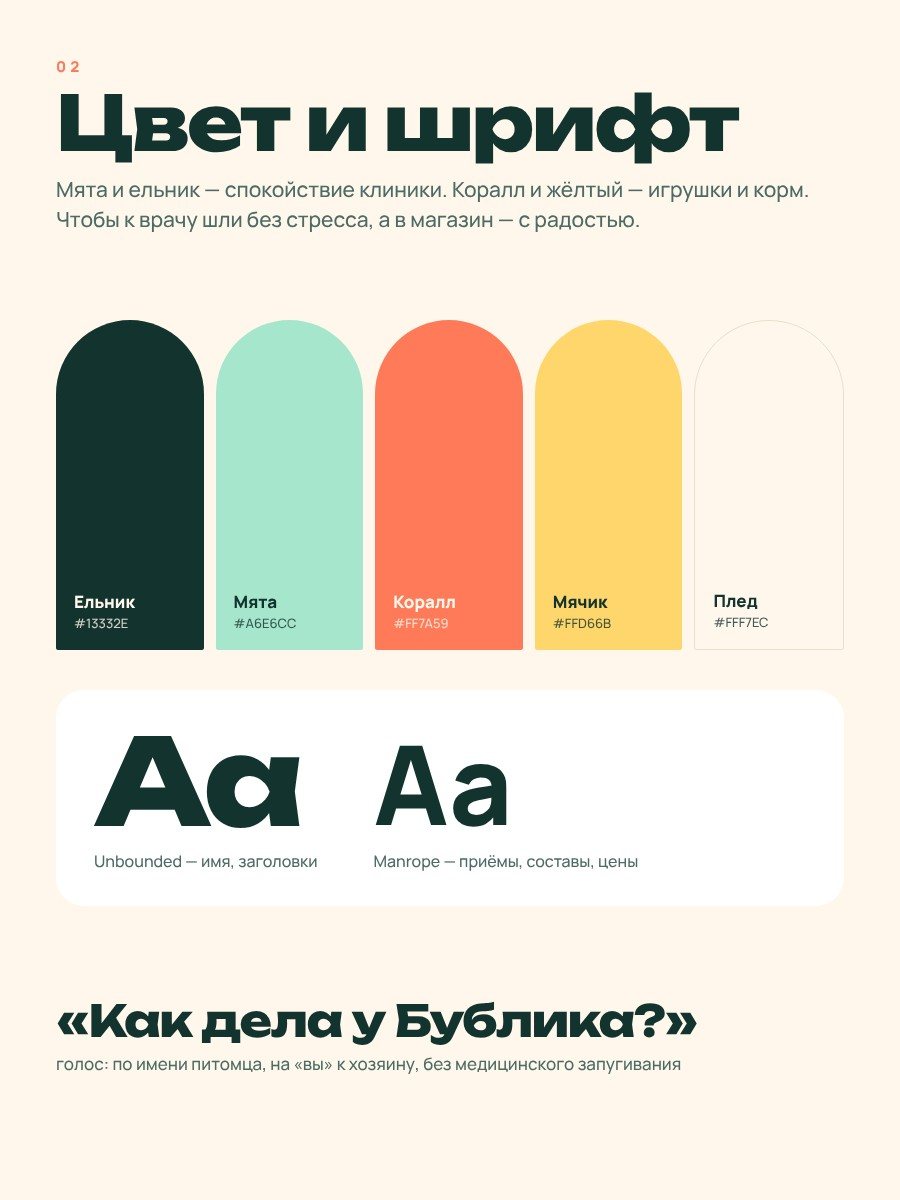 02
Цвет и шрифт
Мята и ельник — спокойствие клиники. Коралл и жёлтый — игрушки и корм.
Чтобы к врачу шли без стресса, а в магазин — с радостью.
Ельник
#13332E
Мята
#A6E6CC
Коралл
#FF7A59
Мячик
#FFD66B
Плед
#FFF7EC
Aa
Unbounded — имя, заголовки
Aa
Manrope — приёмы, составы, цены
«Как дела у Бублика?»
голос: по имени питомца, на «вы» к хозяину, без медицинского запугивания